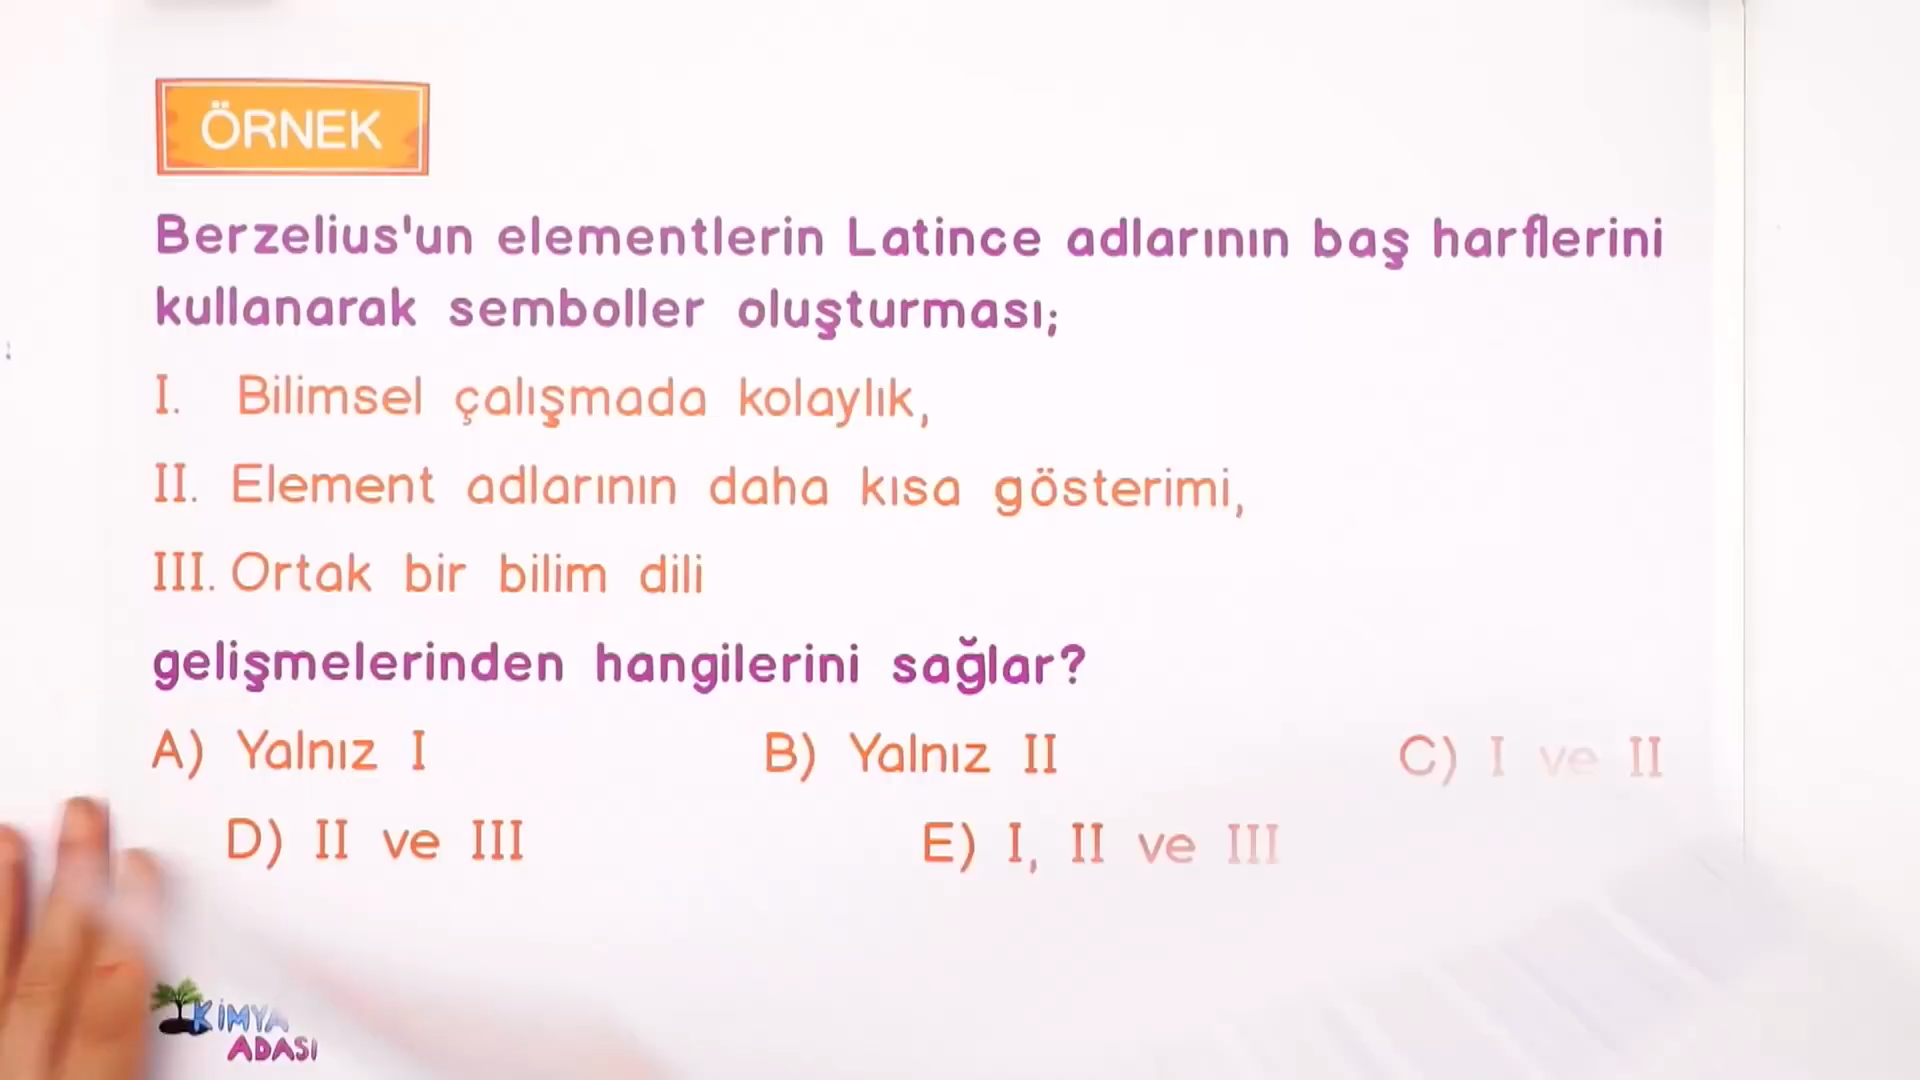 ÖRNEK
Berzelius'un elementlerin Latince adlarının baş harflerini
kullanarak semboller oluşturması;
I. Bilimsel çalışmada kolaylık,
II. Element adlarının daha kısa gösterimi,
III. Ortak bir bilim dili
gelişmelerinden hangilerini sağlar?
A) Yalnız I B) Yalnız II C) I ve II
D) II ve III E) I, II ve III
KİMYA
ADASI